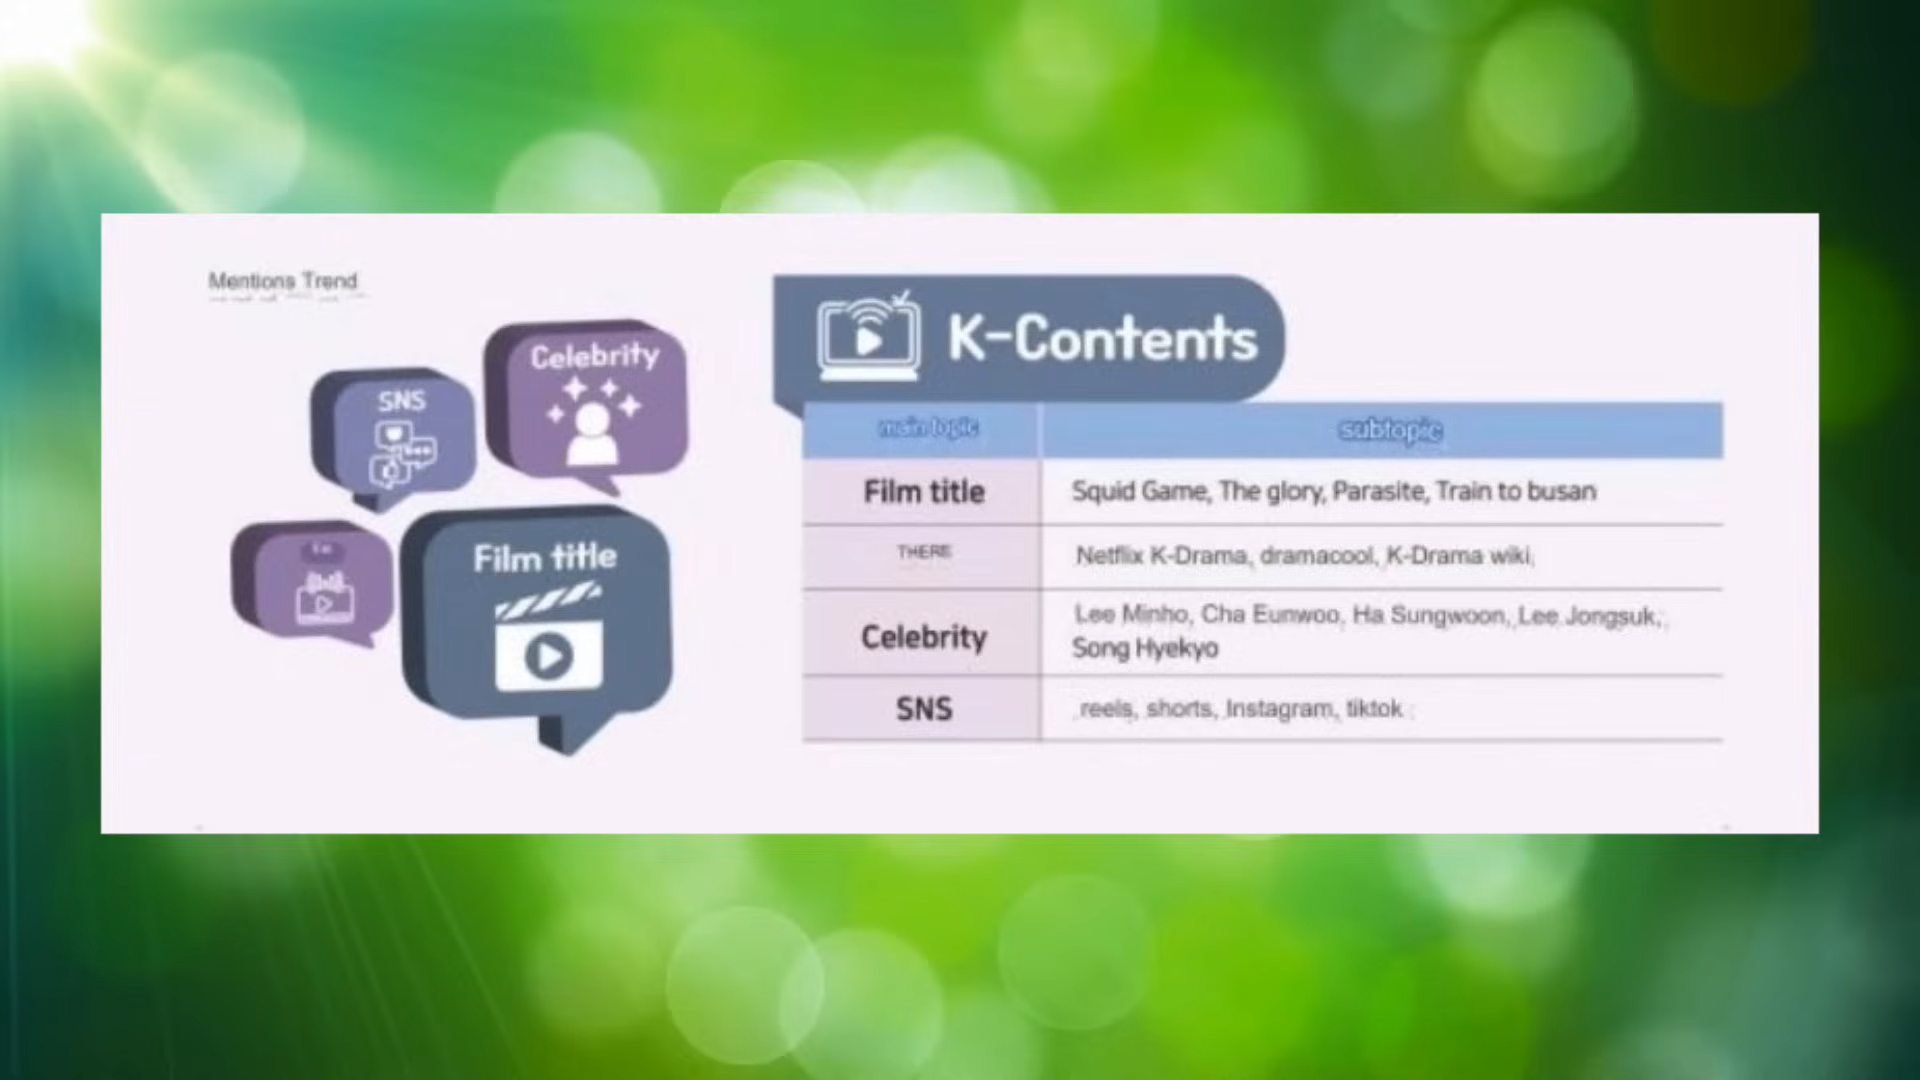 Mentions Trend
Celebrity
SNS
Film title
K-Contents
main topic
subtopic
Film title
Squid Game, The glory, Parasite, Train to busan
THERE
Netflix K-Drama, dramacool, K-Drama wiki
Celebrity
Lee Minho, Cha Eunwoo, Ha Sungwoon, Lee Jongsuk,
Song Hyekyo
SNS
reels, shorts, Instagram, tiktok